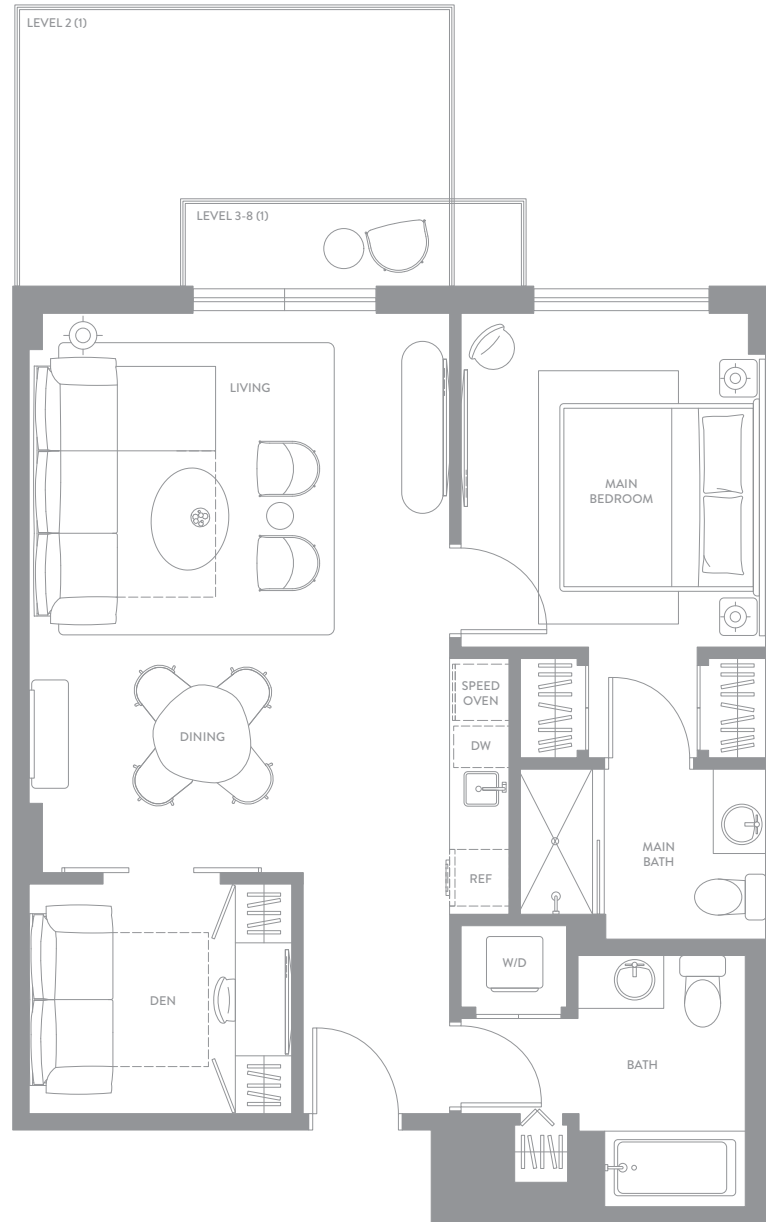 LEVEL 2 (1)
LEVEL 3-8 (1)
LIVING
MAIN
BEDROOM
SPEED
OVEN
DINING
DW
MAIN
BATH
REF
W/D
DEN
BATH